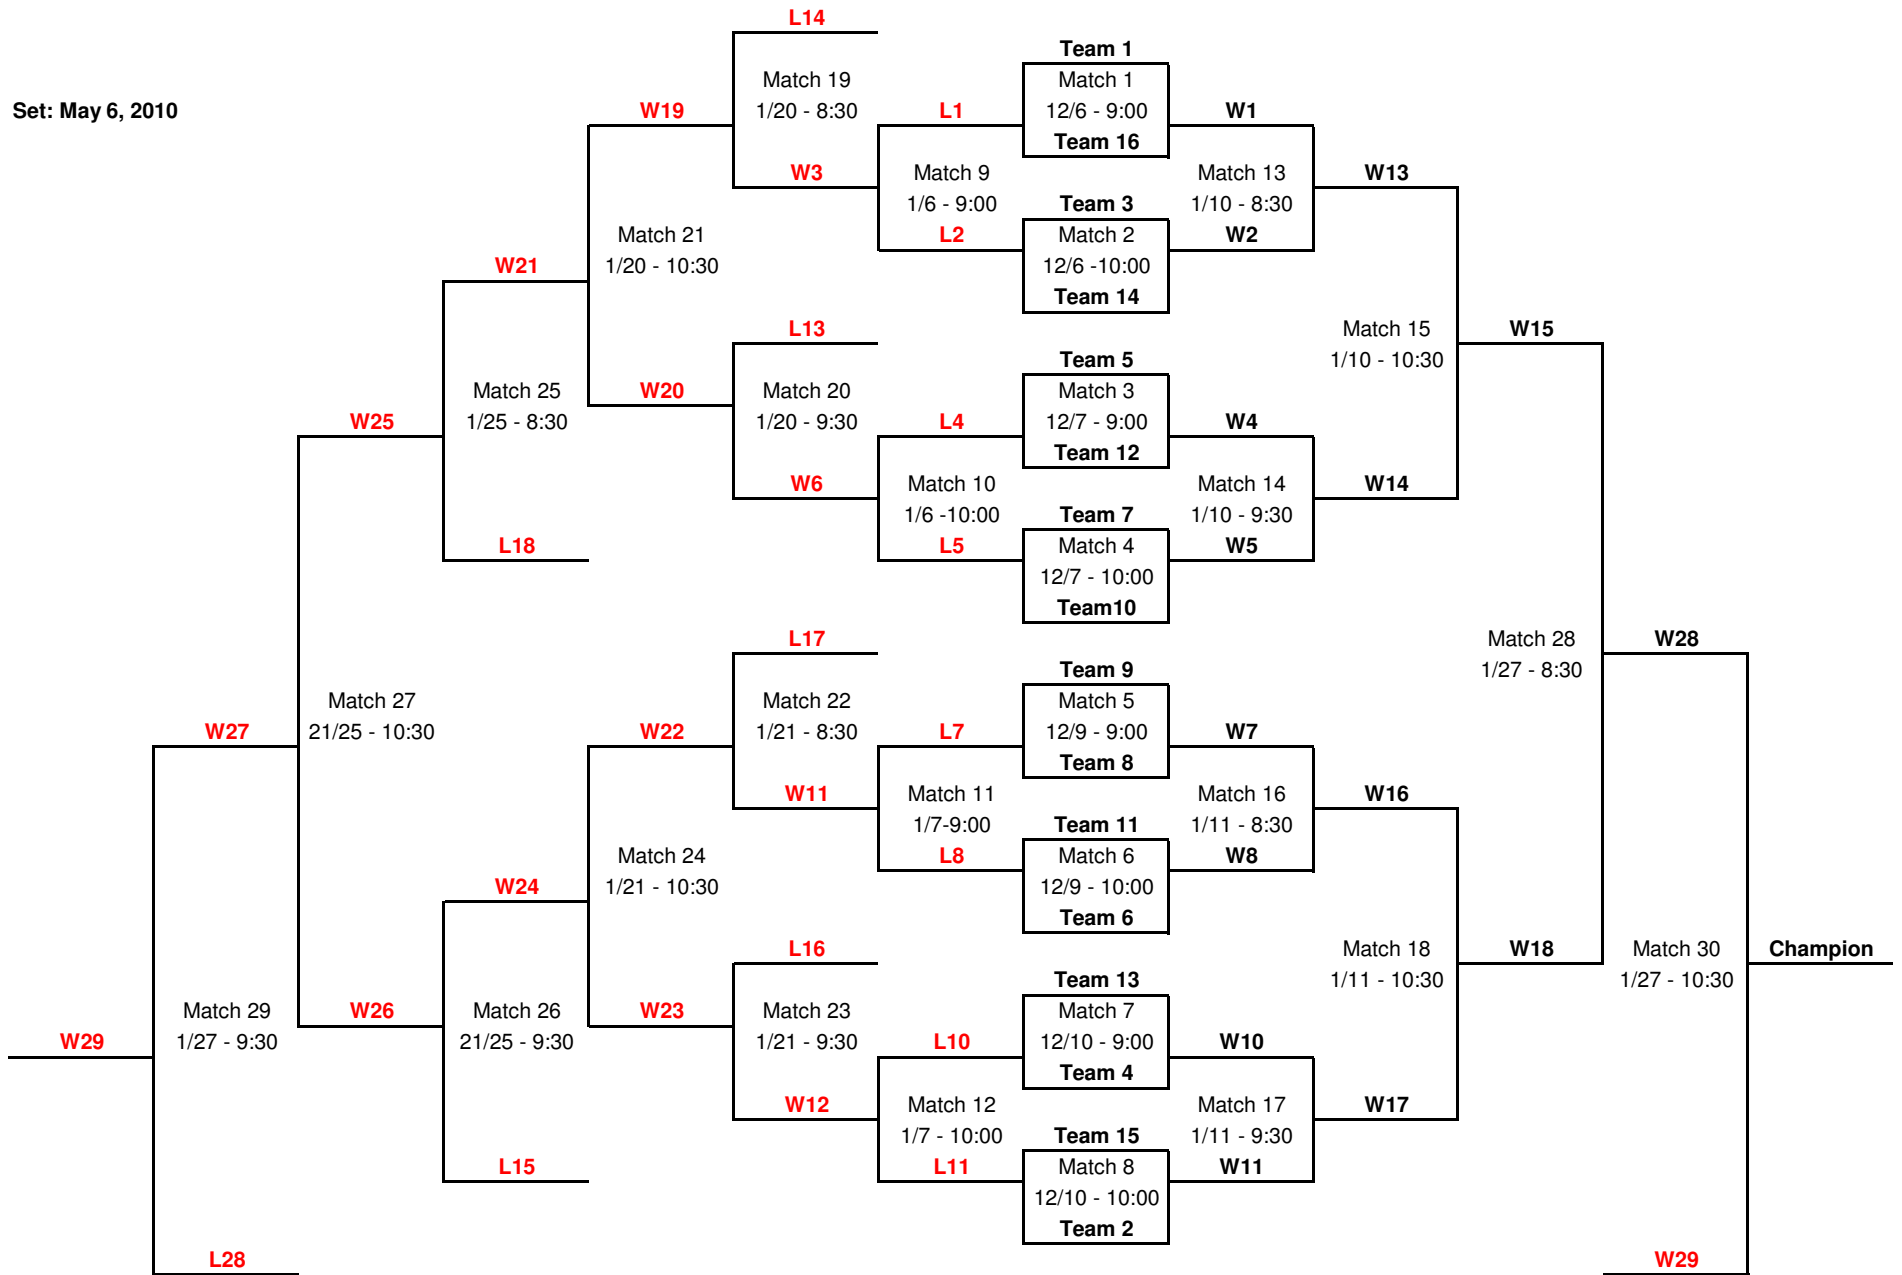 L14
Team 1
Match 19
Match 1
Set: May 6, 2010
W19
1/20 - 8:30
L1
12/6 - 9:00
W1
Team 16
W3
Match 9
Match 13
W13
1/6 - 9:00
Team 3
1/10 - 8:30
Match 21
L2
Match 2
W2
W21
1/20 - 10:30
12/6 -10:00
Team 14
L13
Match 15
W15
Team 5
1/10 - 10:30
Match 25
W20
Match 20
Match 3
W25
1/25 - 8:30
1/20 - 9:30
L4
12/7 - 9:00
W4
Team 12
W6
Match 10
Match 14
W14
1/6 -10:00
Team 7
1/10 - 9:30
L18
L5
Match 4
W5
12/7 - 10:00
Team10
L17
Match 28
W28
Team 9
1/27 - 8:30
Match 27
Match 22
Match 5
W27
21/25 - 10:30
W22
1/21 - 8:30
L7
12/9 - 9:00
W7
Team 8
W11
Match 11
Match 16
W16
1/7-9:00
Team 11
1/11 - 8:30
Match 24
L8
Match 6
W8
W24
1/21 - 10:30
12/9 - 10:00
Team 6
L16
Match 18
W18
Match 30
Champion
Team 13
1/11 - 10:30
1/27 - 10:30
Match 29
W26
Match 26
W23
Match 23
Match 7
W29
1/27 - 9:30
21/25 - 9:30
1/21 - 9:30
L10
12/10 - 9:00
W10
Team 4
W12
Match 12
Match 17
W17
1/7 - 10:00
Team 15
1/11 - 9:30
L15
L11
Match 8
W11
12/10 - 10:00
Team 2
L28
W29